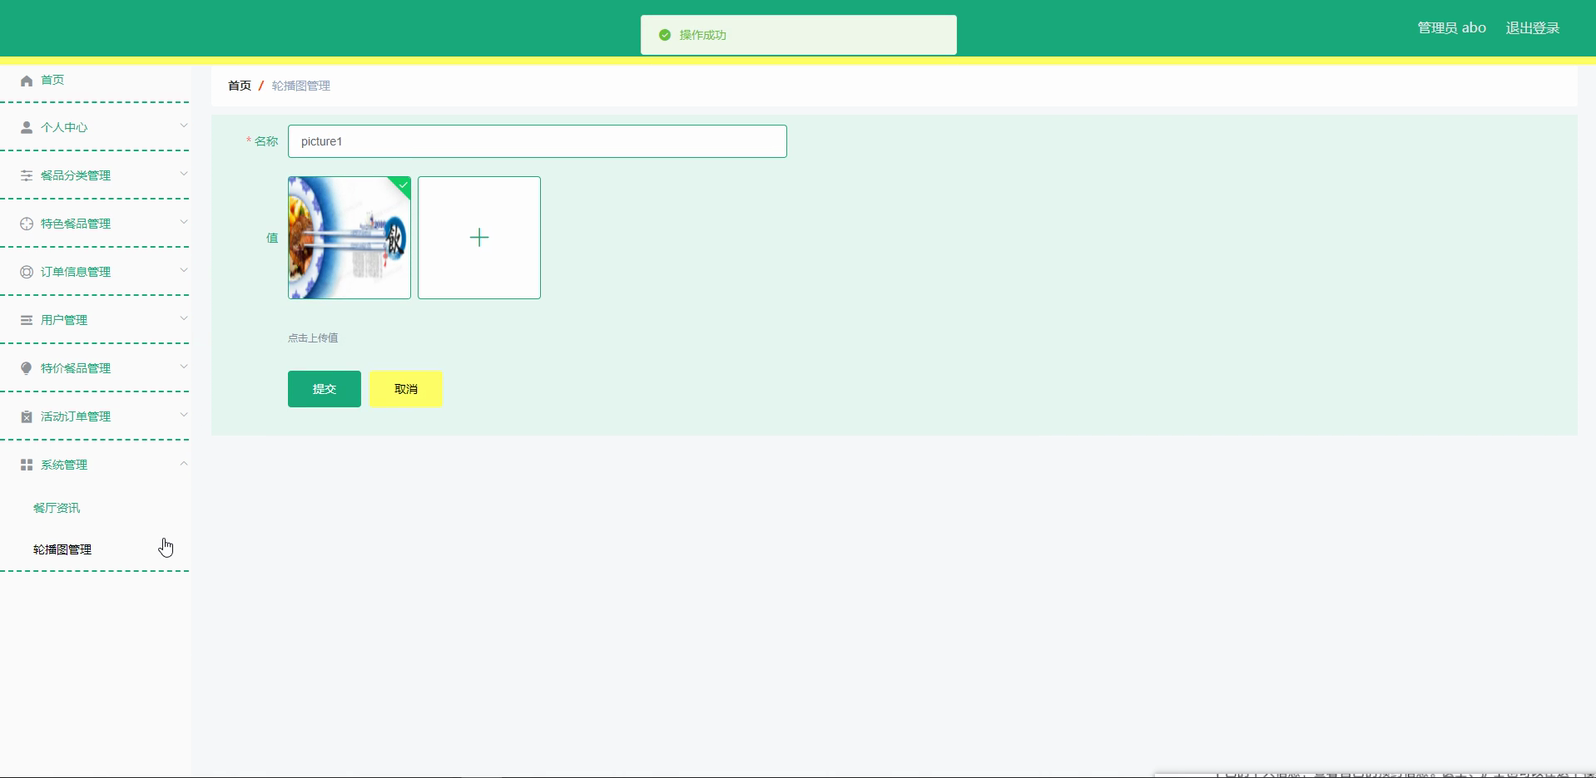 操作成功
管理员 abo 退出登录
首页
首页 / 轮播图管理
个人中心
* 名称 picture1
餐品分类管理
特色餐品管理
值
飲
订单信息管理
用户管理
点击上传值
特价餐品管理
提交 取消
活动订单管理
系统管理
餐厅资讯
轮播图管理